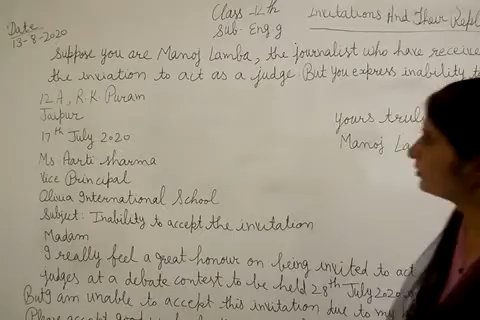 Date
13-8-2020
Class 12th
Sub- Eng.g
Invitations And Their Repl
Suppose you are Manoj Lamba, the journalist who have receive
the invitation to act as a judge. But you express inability t
12 A, R.K. Puram
Jaipur
17th July 2020
Yours truly
Manoj La
Ms. Aarti Sharma
Vice Principal
International School
Subject: Inability to accept the invitation
Madam
I really feel a great honour on being invited to act
judges at a debate contest to be held 28th July 2020
But I am unable to accept this invitation due to my
Please accept